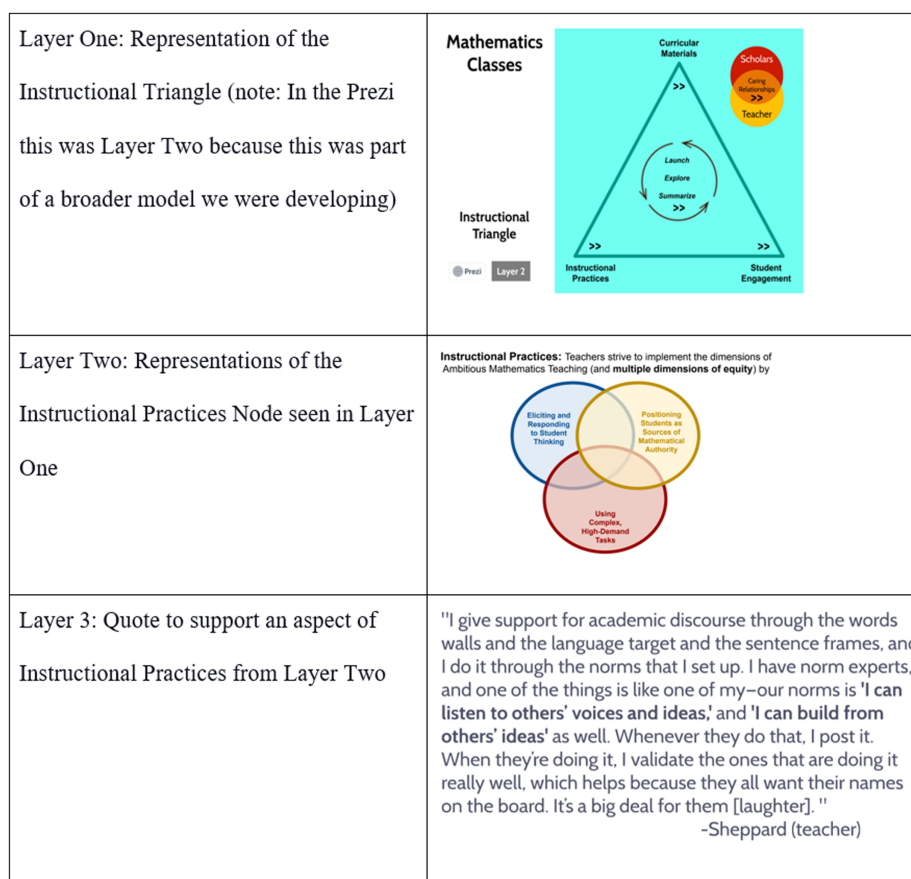 Layer One: Representation of the
Instructional Triangle (note: In the Prezi
this was Layer Two because this was part
of a broader model we were developing)
Mathematics
Classes
Curricular
Materials
>>
Scholars
Caring
Relationships
>>
Teacher
Launch
Explore
Summarize
>>
Instructional
Triangle
Prezi
Layer 2
>>
>>
Instructional
Practices
Student
Engagement
Layer Two: Representations of the
Instructional Practices Node seen in Layer
One
Instructional Practices: Teachers strive to implement the dimensions of
Ambitious Mathematics Teaching (and multiple dimensions of equity) by
Eliciting and
Responding
to Student
Thinking
Positioning
Students as
Sources of
Mathematical
Authority
Using
Complex,
High-Demand
Tasks
Layer 3: Quote to support an aspect of
Instructional Practices from Layer Two
"I give support for academic discourse through the words
walls and the language target and the sentence frames, and
I do it through the norms that I set up. I have norm experts,
and one of the things is like one of my–our norms is 'I can
listen to others' voices and ideas,' and 'I can build from
others' ideas' as well. Whenever they do that, I post it.
When they're doing it, I validate the ones that are doing it
really well, which helps because they all want their names
on the board. It's a big deal for them [laughter]. "
-Sheppard (teacher)